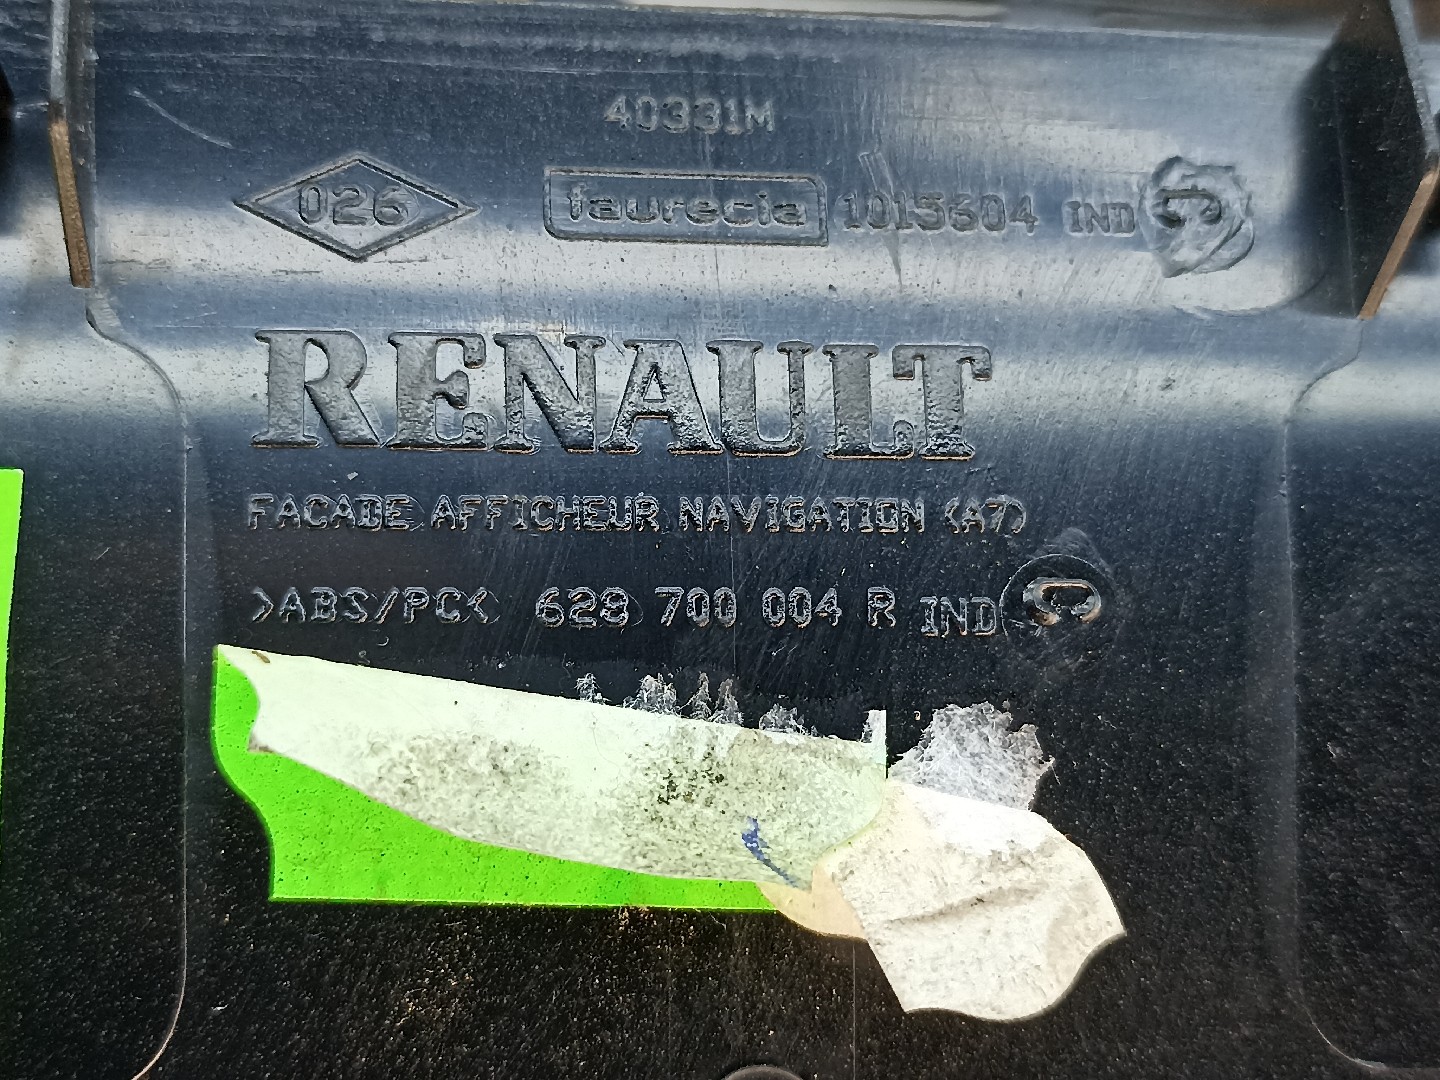 40331M
026 faurecia 1015604 IND C
RENAULT
FACADE AFFICHEUR NAVIGATION (A7)
>ABS/PC< 628 700 004 R IND